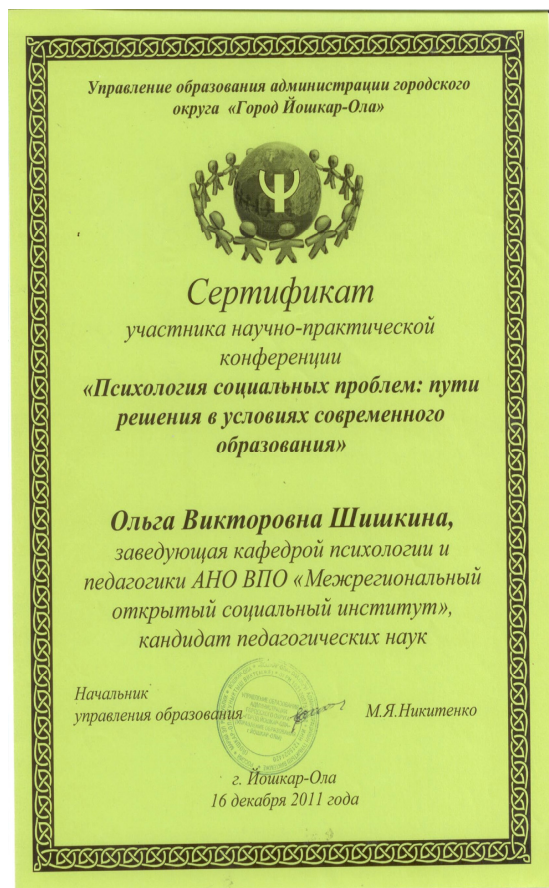 Управление образования администрации городского
округа «Город Йошкар-Ола»
Ψ
Сертификат
участника научно-практической
конференции
«Психология социальных проблем: пути
решения в условиях современного
образования»
Ольга Викторовна Шишкина,
заведующая кафедрой психологии и
педагогики АНО ВПО «Межрегиональный
открытый социальный институт»,
кандидат педагогических наук
Начальник
управления образования
М.Я.Никитенко
г. Йошкар-Ола
16 декабря 2011 года